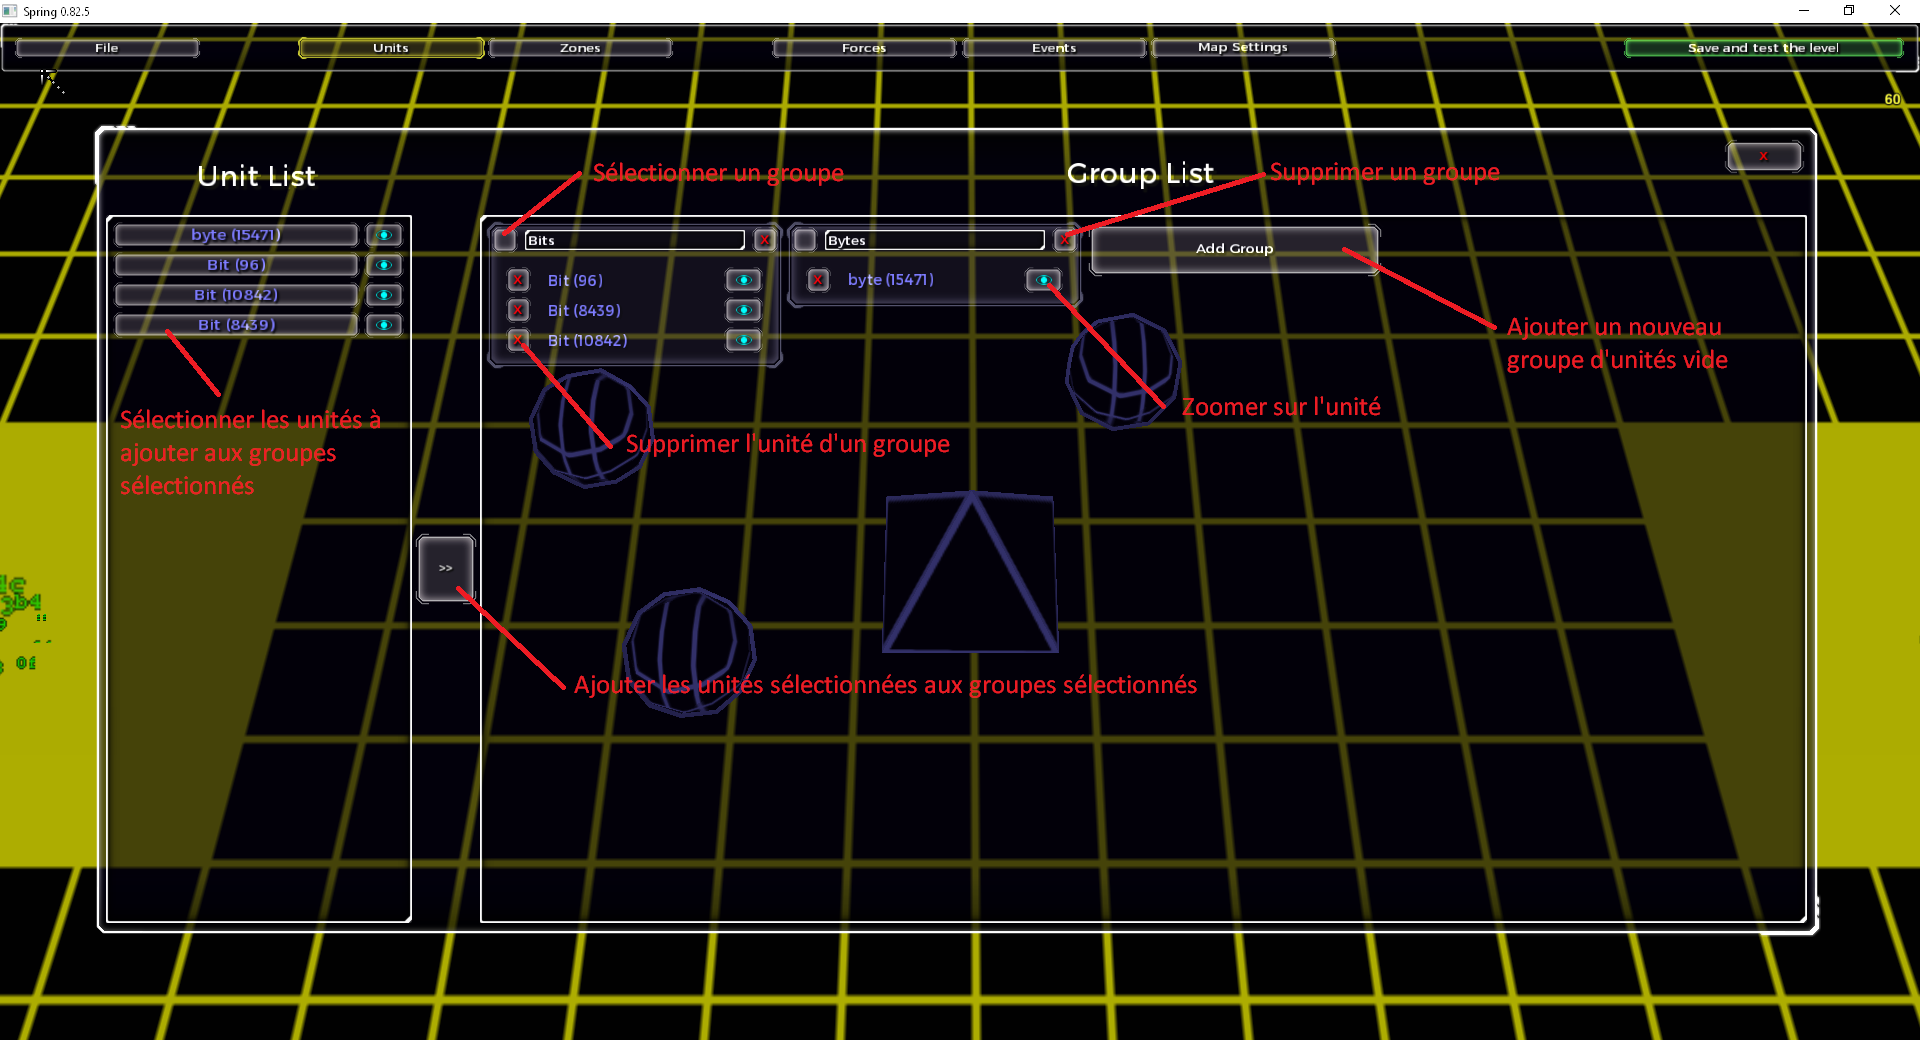 Spring 0.82.5
File
Units
Zones
Forces
Events
Map Settings
Save and test the level
60
Unit List
Sélectionner un groupe
Group List
Supprimer un groupe
x
byte (15471)
Bit (96)
Bit (10842)
Bit (8439)
Sélectionner les unités à
ajouter aux groupes
sélectionnés
>>
Bits
x
x
Bit (96)
x
Bit (8439)
x
Bit (10842)
Supprimer l'unité d'un groupe
Bytes
x
x
byte (15471)
Zoomer sur l'unité
Add Group
Ajouter un nouveau
groupe d'unités vide
Ajouter les unités sélectionnées aux groupes sélectionnés